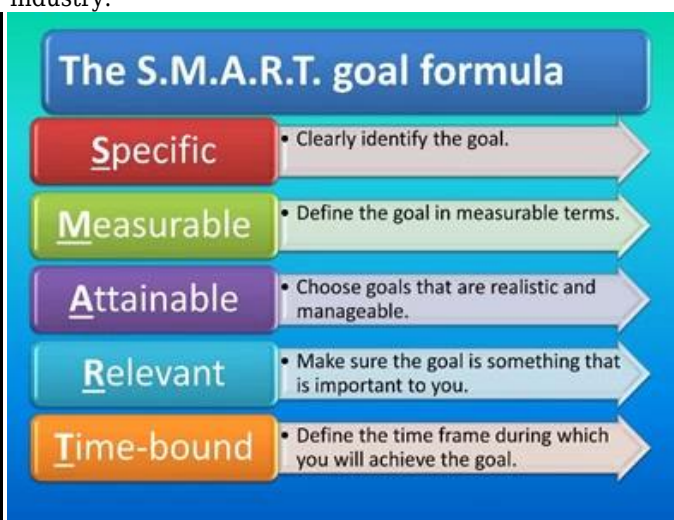 industry.
The S.M.A.R.T. goal formula
Specific
• Clearly identify the goal.
Measurable
• Define the goal in measurable terms.
Attainable
• Choose goals that are realistic and
manageable.
Relevant
• Make sure the goal is something that
is important to you.
Time-bound
• Define the time frame during which
you will achieve the goal.